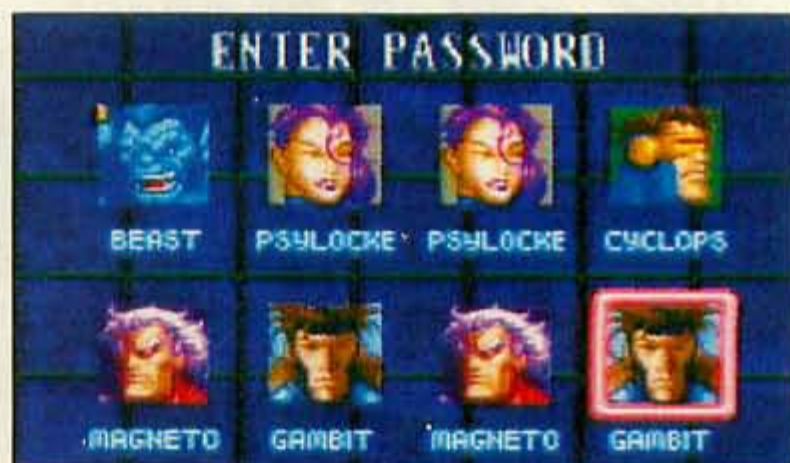 ENTER PASSWORD
BEAST PSYLOCKE PSYLOCKE CYCLOPS
MAGNETO GAMBIT MAGNETO GAMBIT